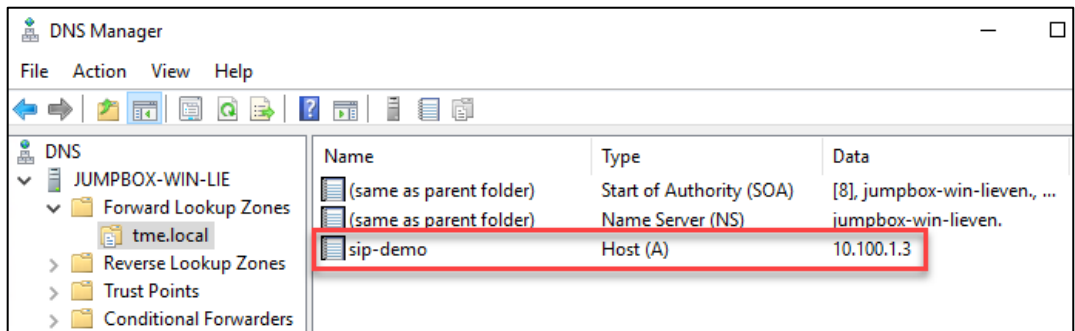 DNS Manager
File Action View Help
DNS
JUMPBOX-WIN-LIE
Forward Lookup Zones
tme.local
Reverse Lookup Zones
Trust Points
Conditional Forwarders
Name Type Data
(same as parent folder) Start of Authority (SOA) [8], jumpbox-win-lieven., ...
(same as parent folder) Name Server (NS) jumpbox-win-lieven.
sip-demo Host (A) 10.100.1.3